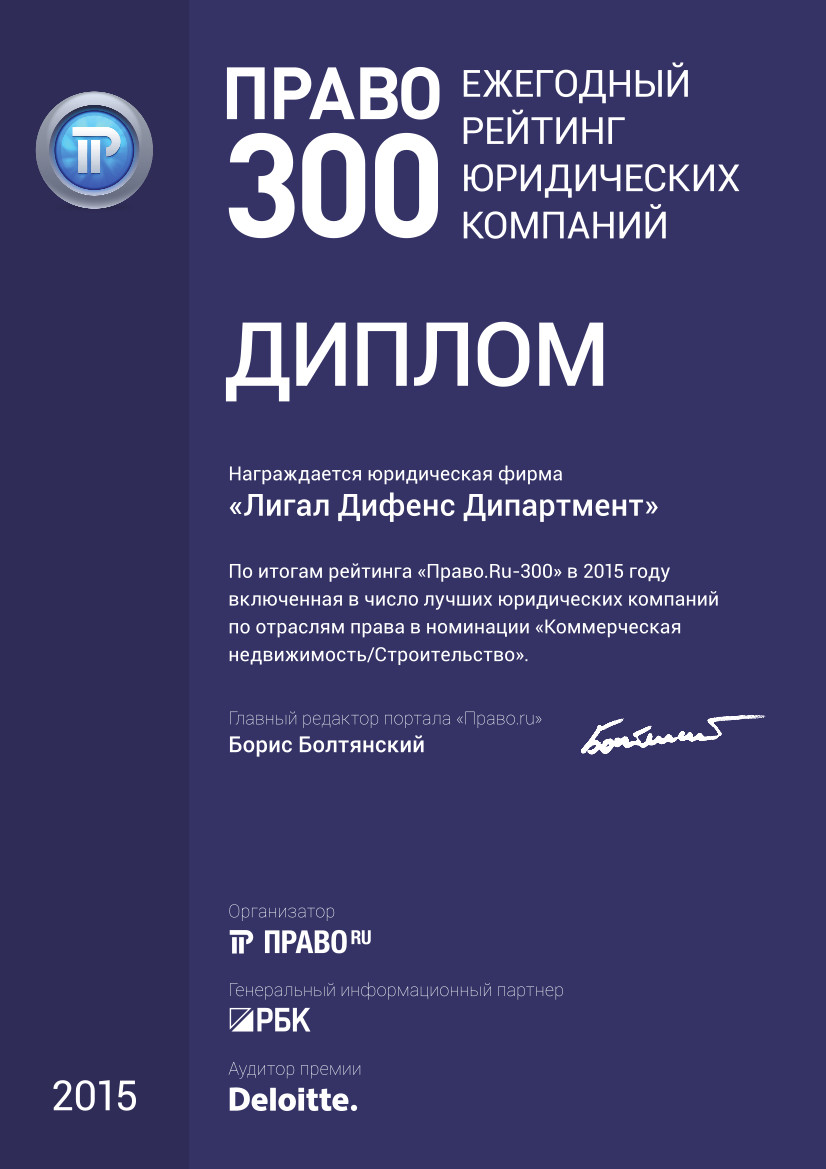 ПРАВО
300
ЕЖЕГОДНЫЙ
РЕЙТИНГ
ЮРИДИЧЕСКИХ
КОМПАНИЙ
ДИПЛОМ
Награждается юридическая фирма
«Лигал Дифенс Дипартмент»
По итогам рейтинга «Право.Ru-300» в 2015 году
включенная в число лучших юридических компаний
по отраслям права в номинации «Коммерческая
недвижимость/Строительство».
Главный редактор портала «Право.ru»
Борис Болтянский
Организатор
ПРАВО RU
Генеральный информационный партнер
РБК
Аудитор премии
Deloitte.
2015